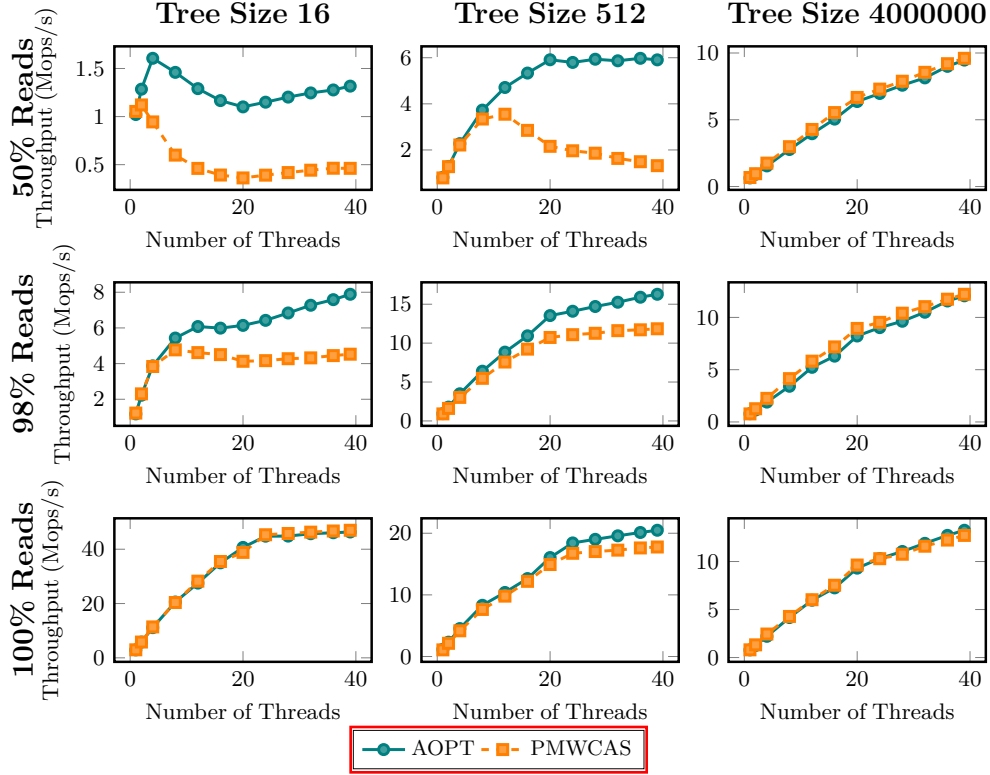 Tree Size 16 Tree Size 512 Tree Size 4000000
50% Reads
Throughput (Mops/s)
1.5
1
0.5
0 20 40
Number of Threads
6
4
2
0 20 40
Number of Threads
10
5
0
0 20 40
Number of Threads
98% Reads
Throughput (Mops/s)
8
6
4
2
0 20 40
Number of Threads
15
10
5
0
0 20 40
Number of Threads
10
5
0
0 20 40
Number of Threads
100% Reads
Throughput (Mops/s)
40
20
0
0 20 40
Number of Threads
20
10
0
0 20 40
Number of Threads
10
5
0
0 20 40
Number of Threads
AOPT PMWCAS